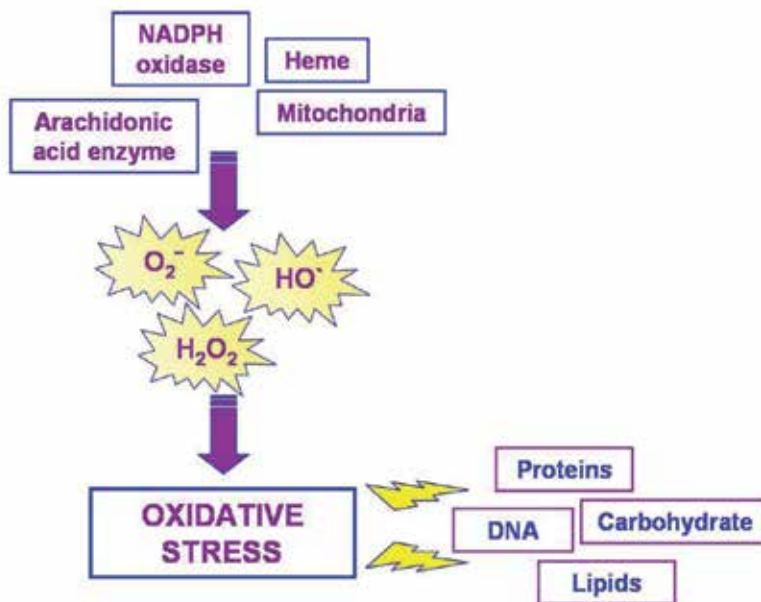 NADPH
oxidase
Heme
Mitochondria
Arachidonic
acid enzyme
O₂⁻
HO`
H₂O₂
OXIDATIVE
STRESS
Proteins
Carbohydrate
DNA
Lipids